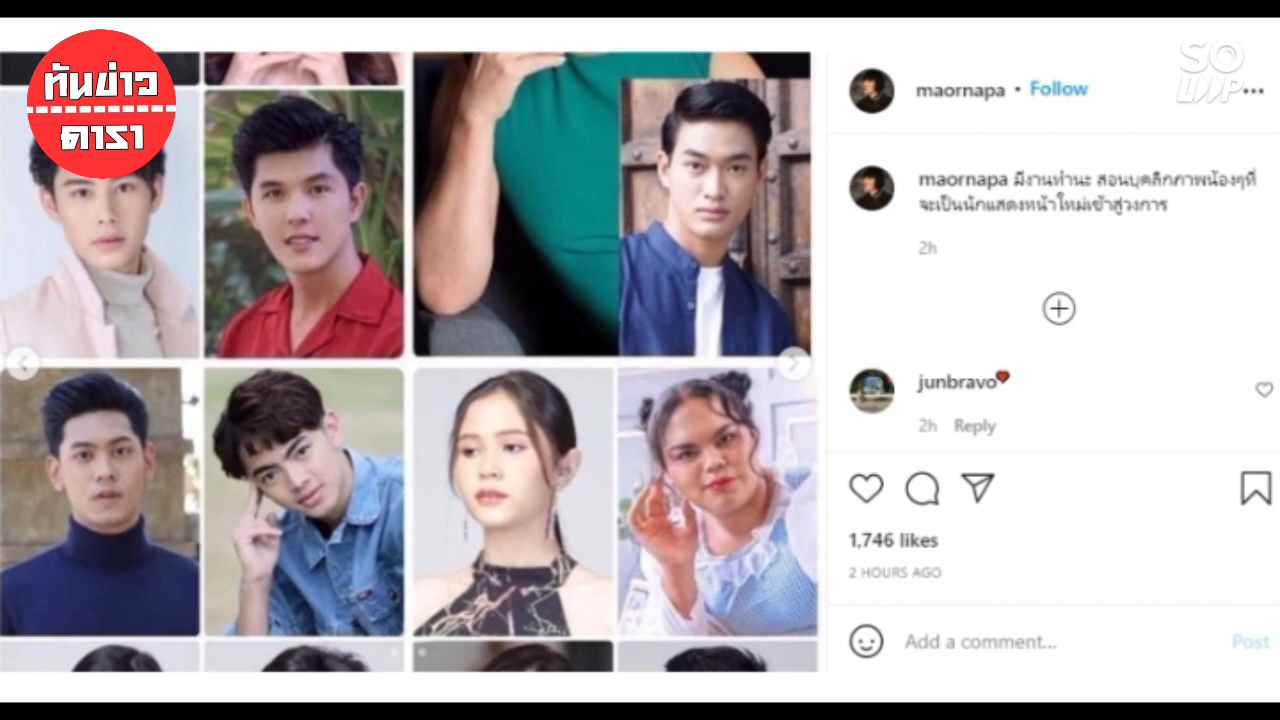 ทันข่าว
ดารา
SO
LIIP
maornapa • Follow
maornapa มีงานทำนะ สอนบุคลิกภาพน้องๆที่
จะเป็นนักแสดงหน้าใหม่เข้าสู่วงการ
2h
junbravo
2h Reply
1,746 likes
2 HOURS AGO
Add a comment...
Post